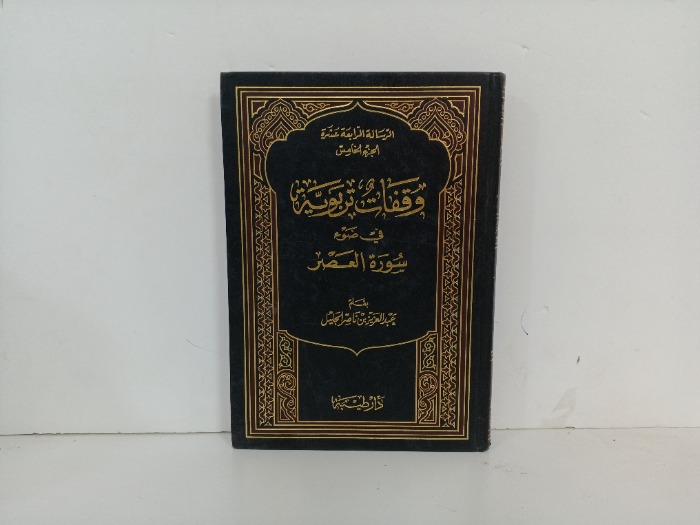 الرسالة الرابعة عشرة
الجزء الخامس
وقفات تربوية
في ضوء
سورة العصر
بقلم
عبد العزيز بن ناصر الجليل
دار طيبة